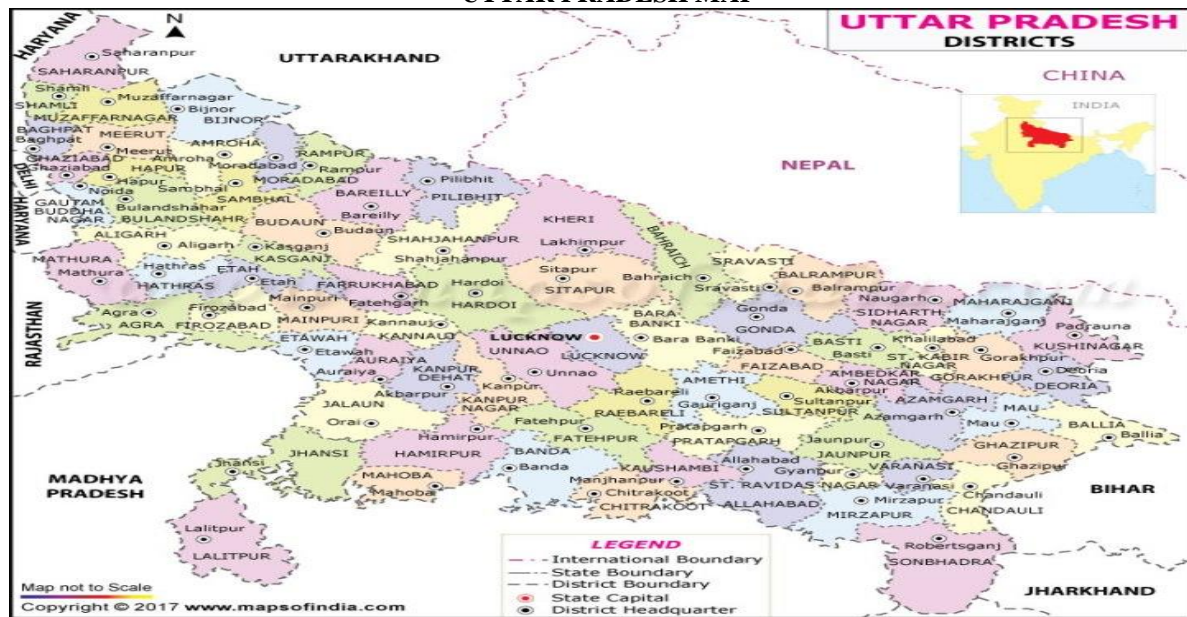 UTTAR PRADESH MAP
UTTAR PRADESH
DISTRICTS
N
HARYANA
UTTARAKHAND
CHINA
INDIA
NEPAL
Saharanpur
SAHARANPUR
Shamli
SHAMLI
Muzaffarnagar
MUZAFFARNAGAR
Bijnor
BIJNOR
BAGHPAT
Baghpat
MEERUT
Meerut
AMROHA
Amroha
RAMPUR
Rampur
GHAZIABAD
Ghaziabad
HAPUR
Hapur
Moradabad
MORADABAD
DELHI
HARYANA
Noida
GAUTAM
BUDDHA
NAGAR
Sambhal
SAMBHAL
Bulandshahar
BULANDSHAHR
BAREILLY
Bareilly
Pilibhit
PILIBHIT
KHERI
Lakhimpur
BUDAUN
Budaun
SHAHJAHANPUR
Shahjahanpur
ALIGARH
Aligarh
Kasganj
KASGANJ
BAHRAICH
Bahraich
SRAVASTI
Sravasti
BALRAMPUR
Balrampur
MATHURA
Mathura
Hathras
HATHRAS
ETAH
Etah
FARRUKHABAD
Fatehgarh
Hardoi
HARDOI
Sitapur
SITAPUR
Naugarh
SIDHARTH
NAGAR
MAHARAJGANJ
Maharajganj
RAJASTHAN
Agra
AGRA
Firozabad
FIROZABAD
Mainpuri
MAINPURI
Kannauj
KANNAUJ
BARA
BANKI
Bara Banki
Gonda
GONDA
Padrauna
KUSHINAGAR
ETAWAH
Etawah
AURAIYA
Auraiya
LUCKNOW
LUCKNOW
UNNAO
Unnao
Faizabad
FAIZABAD
BASTI
Basti
Khalilabad
ST. KABIR
NAGAR
Gorakhpur
GORAKHPUR
Deoria
DEORIA
KANPUR
DEHAT
Akbarpur
Kanpur
KANPUR
NAGAR
AMETHI
Gauriganj
Raebareli
RAEBARELI
Sultanpur
SULTANPUR
AMBEDKAR
NAGAR
Akbarpur
AZAMGARH
Azamgarh
MAU
Mau
BALLIA
Ballia
JALAUN
Orai
Hamirpur
HAMIRPUR
Fatehpur
FATEHPUR
Pratapgarh
PRATAPGARH
Jaunpur
JAUNPUR
GHAZIPUR
Ghazipur
JHANSI
Jhansi
MAHOBA
Mahoba
BANDA
Banda
KAUSHAMBI
Manjhanpur
Allahabad
ALLAHABAD
Gyanpur
ST. RAVIDAS NAGAR
VARANASI
Varanasi
Chitrakoot
CHITRAKOOT
Mirzapur
MIRZAPUR
Chandauli
CHANDAULI
BIHAR
MADHYA
PRADESH
Lalitpur
LALITPUR
Robertsganj
SONBHADRA
JHARKHAND
LEGEND
International Boundary
State Boundary
District Boundary
State Capital
District Headquarter
Map not to Scale
Copyright © 2017 www.mapsofindia.com